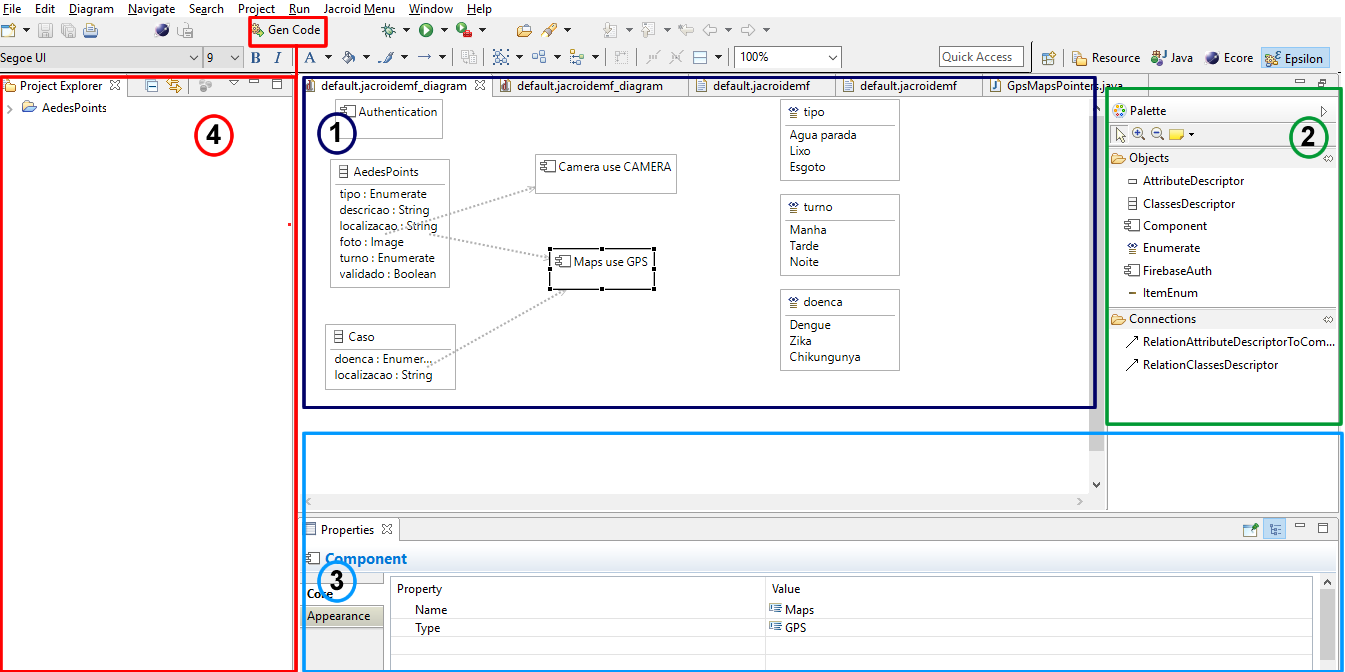 File Edit Diagram Navigate Search Project Run Jacroid Menu Window Help
Gen Code
Segoe UI 9 B I A 100% Quick Access Resource Java Ecore Epsilon
Project Explorer
AedesPoints
4
default.jacroidemf_diagram default.jacroidemf_diagram default.jacroidemf default.jacroidemf GpsMapsPointers.java
1
Authentication
AedesPoints
tipo : Enumerate
descricao : String
localizacao : String
foto : Image
turno : Enumerate
validado : Boolean
Camera use CAMERA
Maps use GPS
Caso
doenca : Enumer...
localizacao : String
tipo
Agua parada
Lixo
Esgoto
turno
Manha
Tarde
Noite
doenca
Dengue
Zika
Chikungunya
Palette
2
Objects
AttributeDescriptor
ClassesDescriptor
Component
Enumerate
FirebaseAuth
ItemEnum
Connections
RelationAttributeDescriptorToCom...
RelationClassesDescriptor
Properties
Component
3
Core
Appearance
Property Value
Name Maps
Type GPS